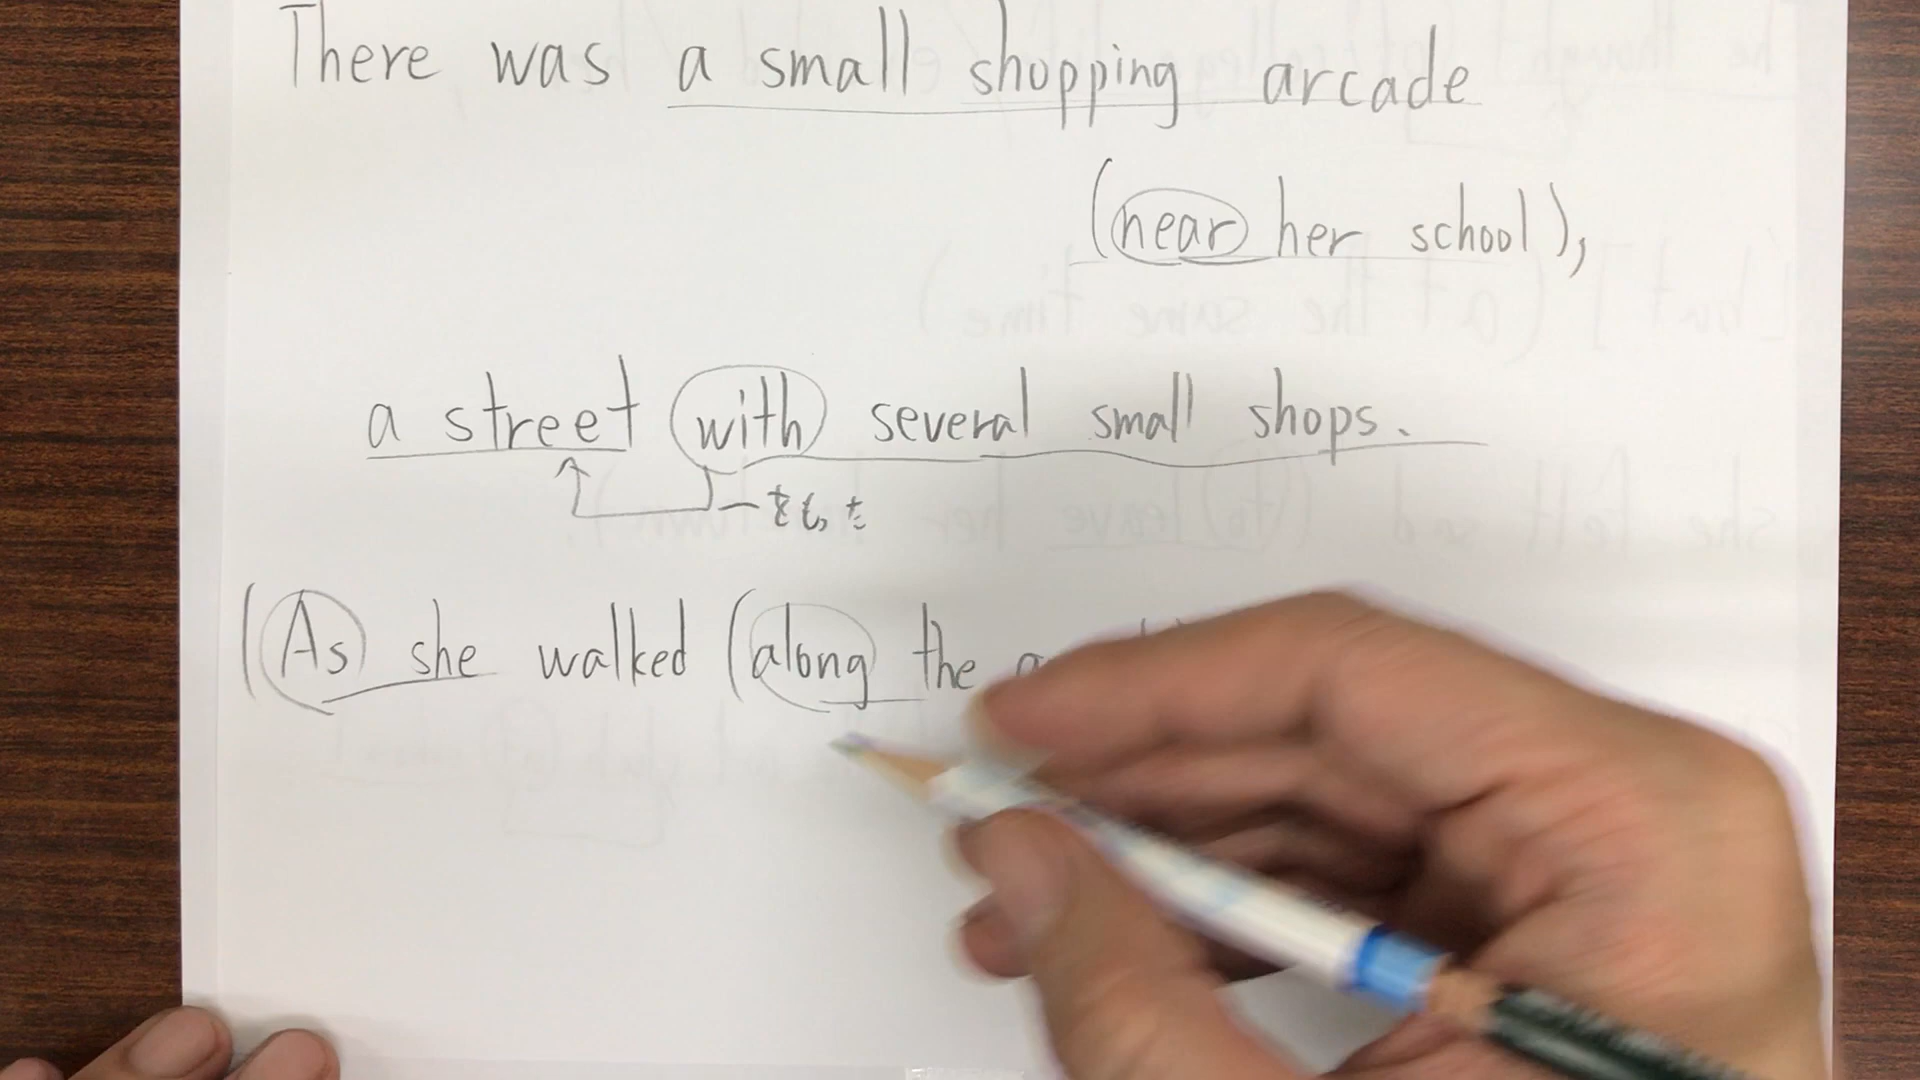 There was a small shopping arcade
(near her school),
a street with several small shops.
―をもった
(As she walked (along the